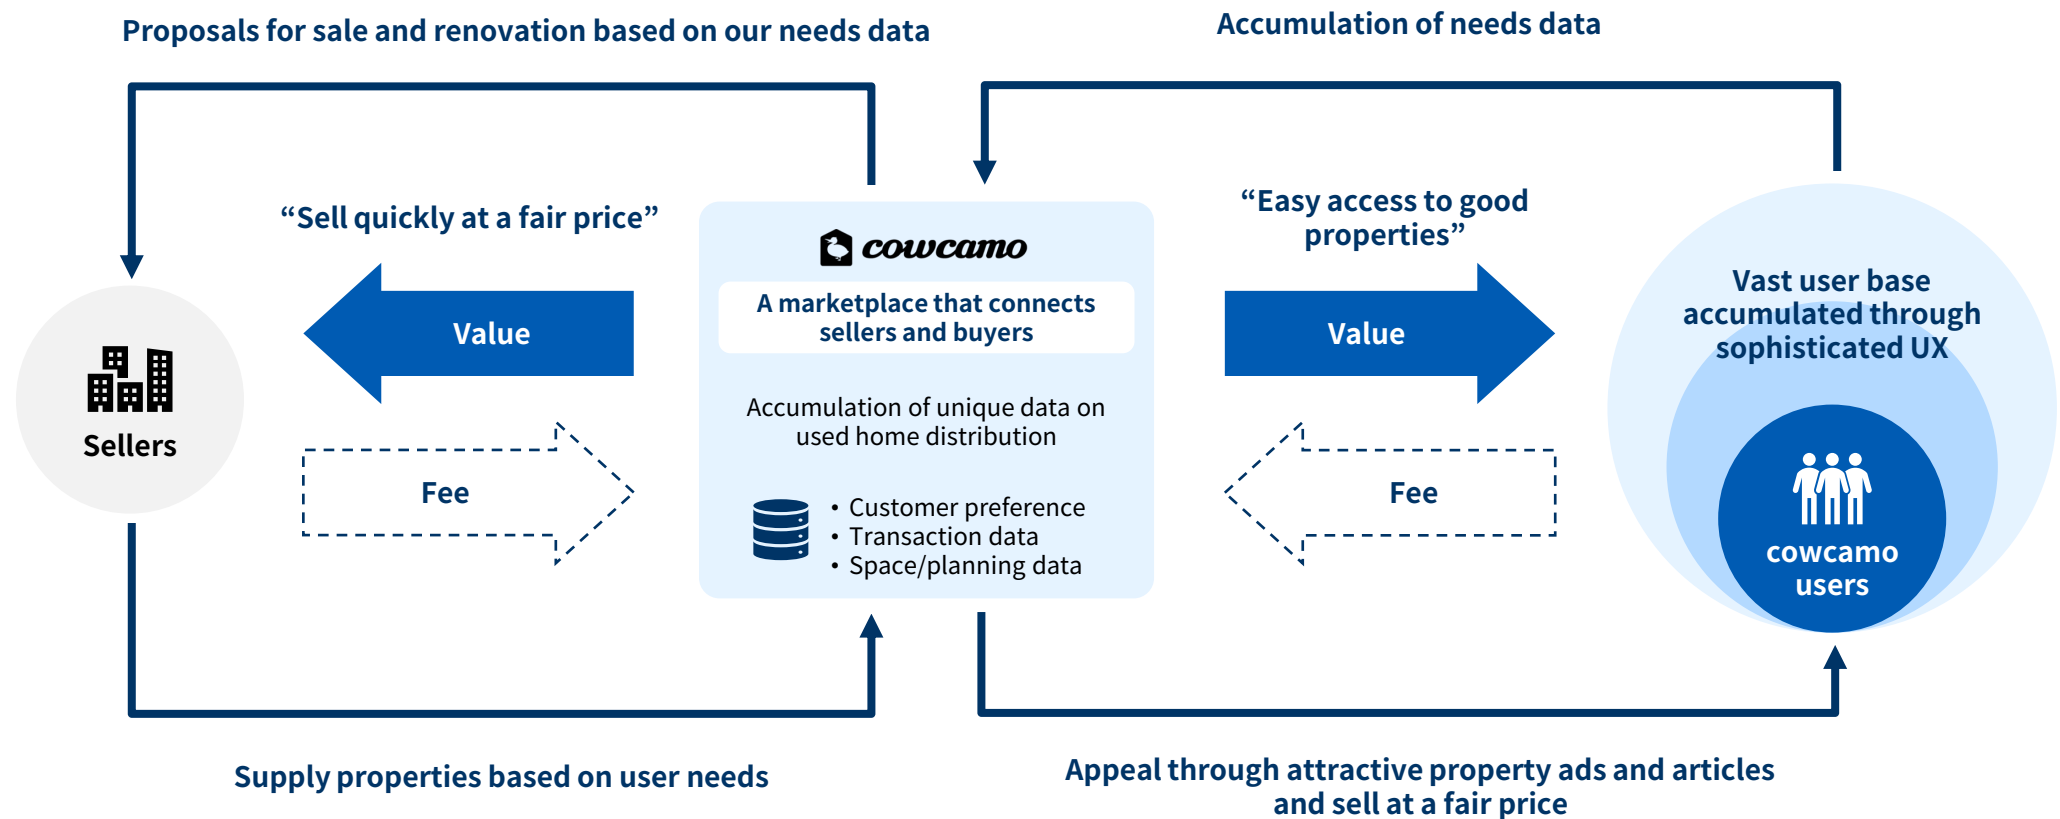 Proposals for sale and renovation based on our needs data
Accumulation of needs data
“Sell quickly at a fair price”
“Easy access to good
properties”
cowcamo
A marketplace that connects
sellers and buyers
Value
Value
Vast user base
accumulated through
sophisticated UX
Sellers
Accumulation of unique data on
used home distribution
Fee
Fee
• Customer preference
• Transaction data
• Space/planning data
cowcamo
users
Supply properties based on user needs
Appeal through attractive property ads and articles
and sell at a fair price